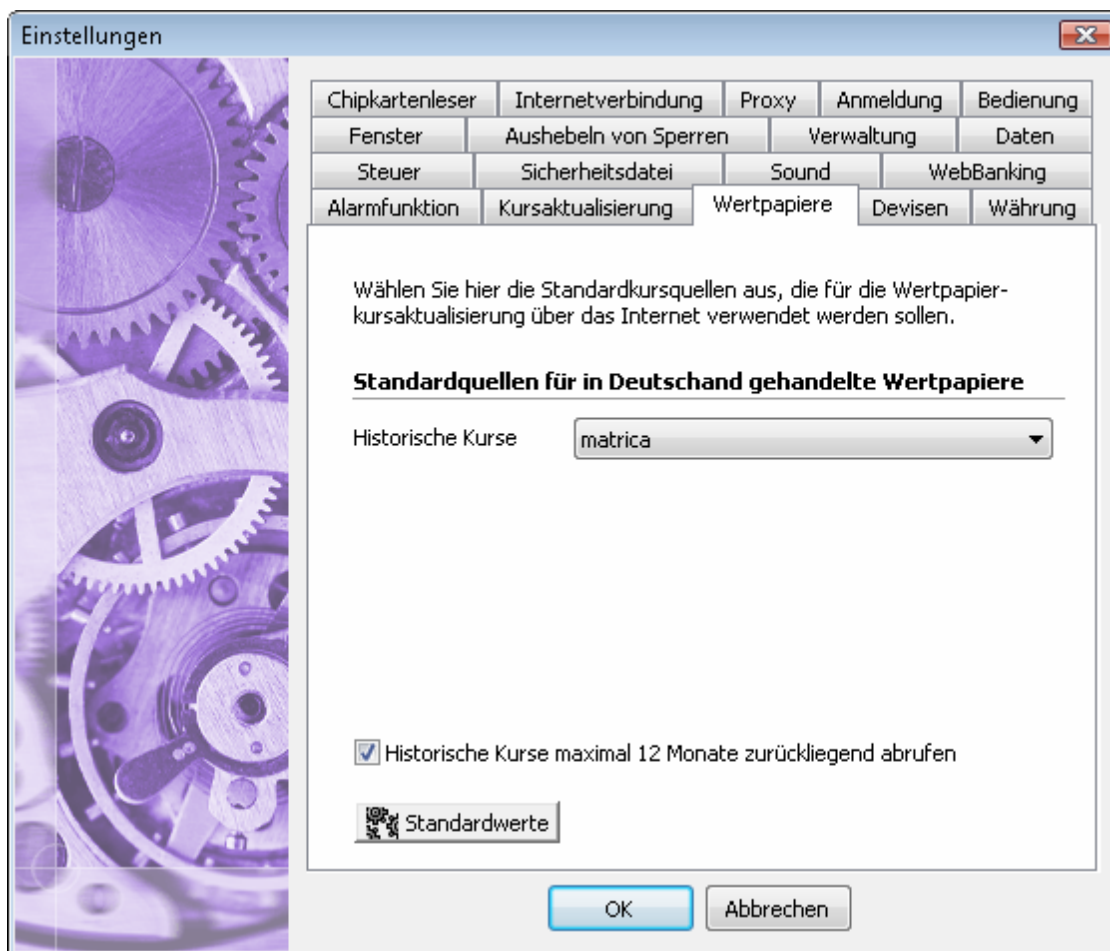 Einstellungen
Chipkartenleser Internetverbindung Proxy Anmeldung Bedienung
Fenster Aushebeln von Sperren Verwaltung Daten
Steuer Sicherheitsdatei Sound WebBanking
Alarmfunktion Kursaktualisierung Wertpapiere Devisen Währung
Wählen Sie hier die Standardkursquellen aus, die für die Wertpapier-
kursaktualisierung über das Internet verwendet werden sollen.
Standardquellen für in Deutschand gehandelte Wertpapiere
Historische Kurse matrica
Historische Kurse maximal 12 Monate zurückliegend abrufen
Standardwerte
OK Abbrechen